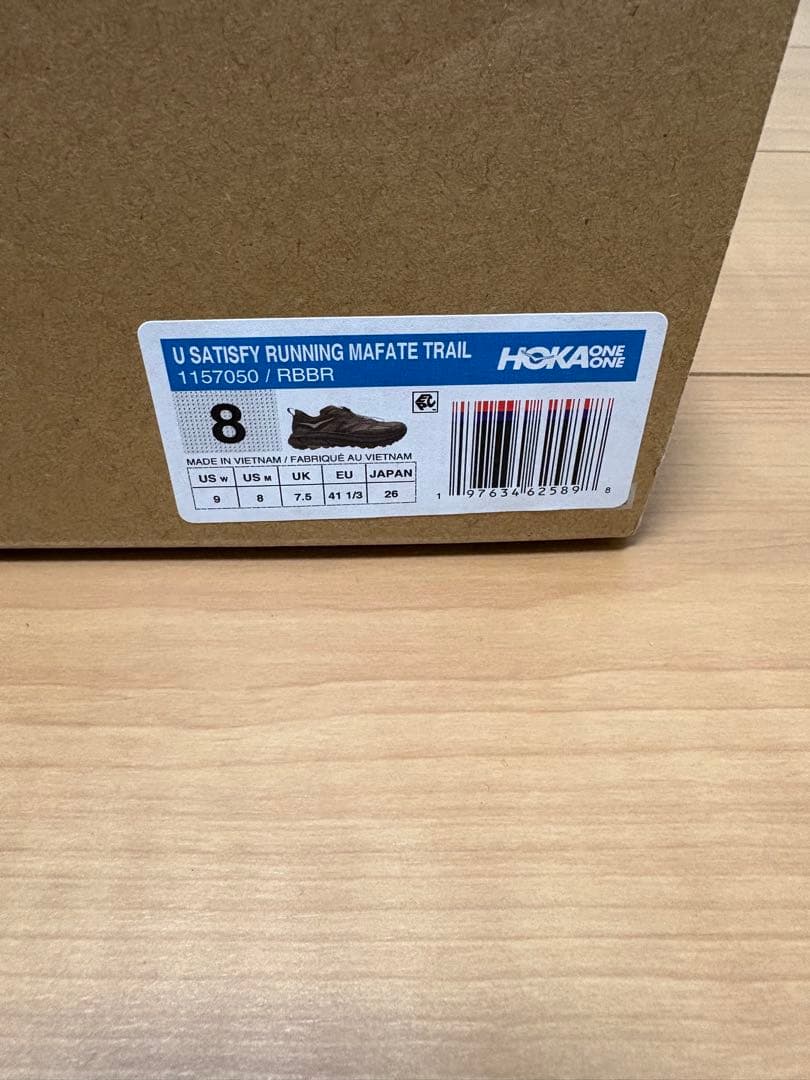 U SATISFY RUNNING MAFATE TRAIL
1157050 / RBBR
HOKA ONE ONE
8
MADE IN VIETNAM / FABRIQUÉ AU VIETNAM
US W US M UK EU JAPAN
9 8 7.5 41 1/3 26
1 97634 62589 8